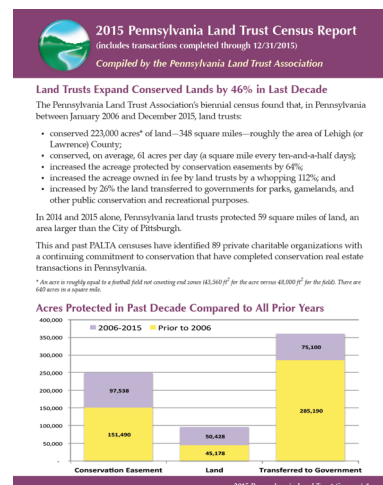 2015 Pennsylvania Land Trust Census Report
(includes transactions completed through 12/31/2015)
Compiled by the Pennsylvania Land Trust Association
Land Trusts Expand Conserved Lands by 46% in Last Decade
The Pennsylvania Land Trust Association's biennial census found that, in Pennsylvania
between January 2006 and December 2015, land trusts:
• conserved 223,000 acres* of land—348 square miles—roughly the area of Lehigh (or
Lawrence) County;
• conserved, on average, 61 acres per day (a square mile every ten-and-a-half days);
• increased the acreage protected by conservation easements by 64%;
• increased the acreage owned in fee by land trusts by a whopping 112%; and
• increased by 26% the land transferred to governments for parks, gamelands, and
other public conservation and recreational purposes.
In 2014 and 2015 alone, Pennsylvania land trusts protected 59 square miles of land, an
area larger than the City of Pittsburgh.
This and past PALTA censuses have identified 89 private charitable organizations with
a continuing commitment to conservation that have completed conservation real estate
transactions in Pennsylvania.
* An acre is roughly equal to a football field not counting end zones (43,560 ft² for the acre versus 48,000 ft² for the field). There are
640 acres in a square mile.
Acres Protected in Past Decade Compared to All Prior Years
400,000
2006-2015 Prior to 2006
350,000
75,100
300,000
250,000
97,538
200,000
285,190
150,000
151,490
100,000
50,428
50,000
45,178
-
Conservation Easement Land Transferred to Government